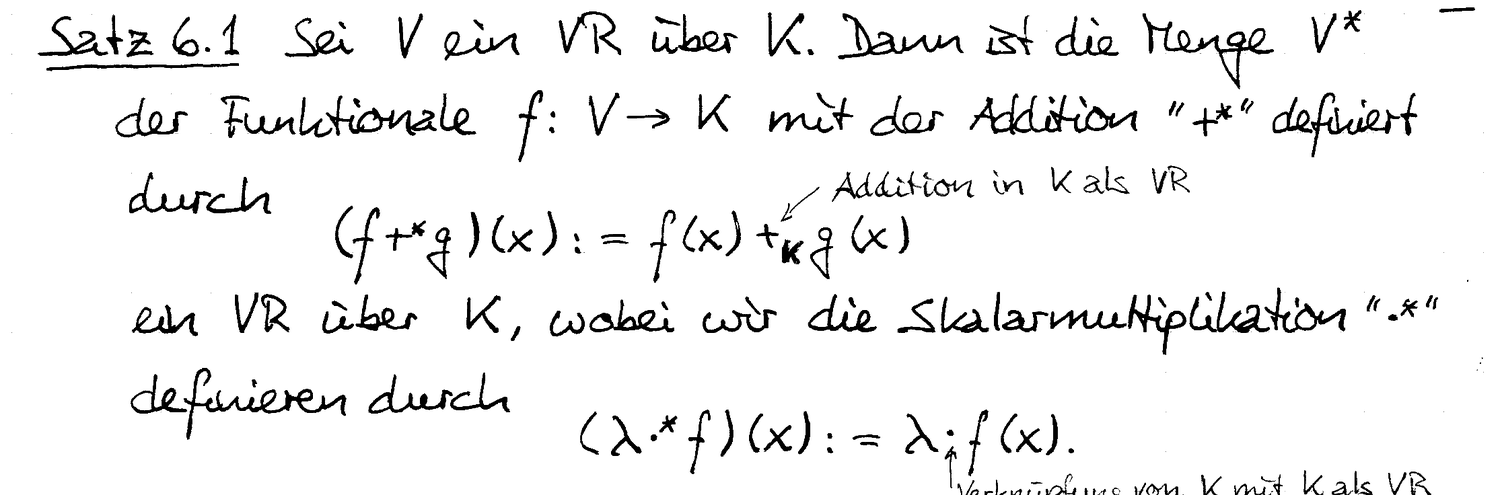 Satz 6.1 Sei V ein VR über K. Dann ist die Menge V*
der Funktionale f: V → K mit der Addition "+*" definiert
durch
Addition in K als VR
(f +* g)(x) := f(x) +_K g(x)
ein VR über K, wobei wir die Skalarmultiplikation "·*"
definieren durch
(λ ·* f)(x) := λ · f(x).
Verknüpfung von K mit K als VR